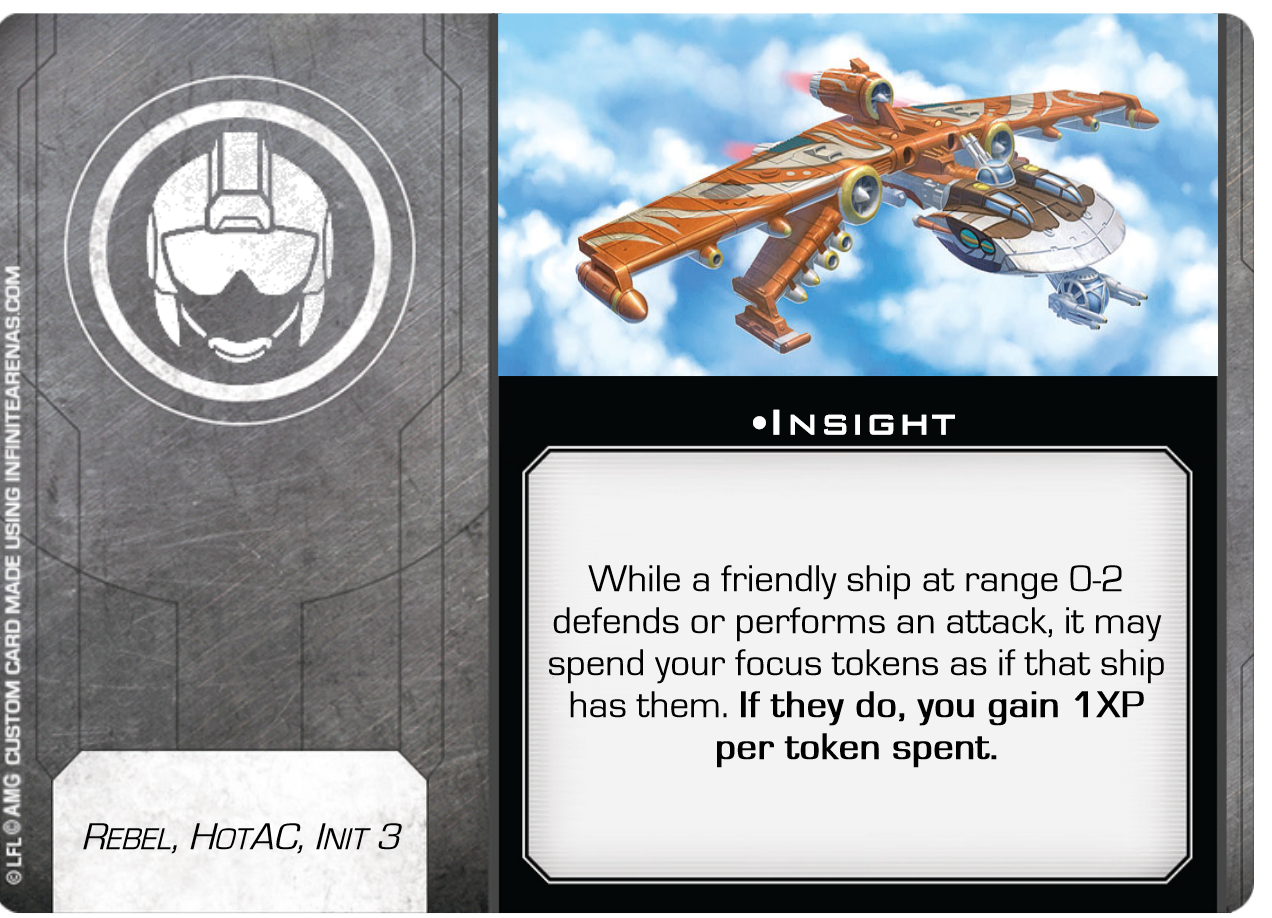 •Insight
While a friendly ship at range 0-2
defends or performs an attack, it may
spend your focus tokens as if that ship
has them. If they do, you gain 1XP
per token spent.
Rebel, HotAC, Init 3
© LFL © AMG CUSTOM CARD MADE USING INFINITEARENAS.COM